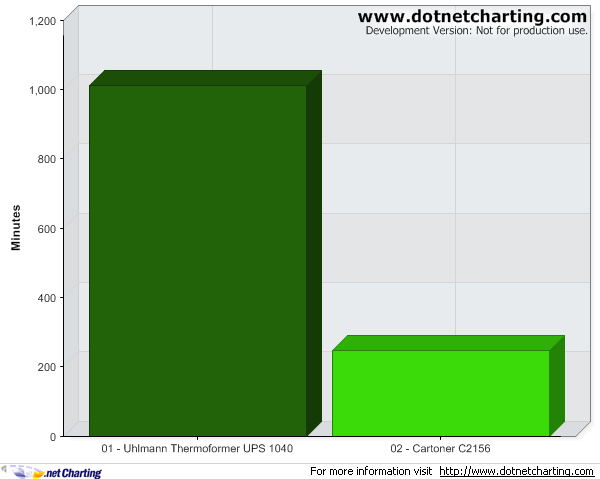 www.dotnetcharting.com
Development Version: Not for production use.
1,200
1,000
800
600
400
200
0
Minutes
01 - Uhlmann Thermoformer UPS 1040
02 - Cartoner C2156
.net Charting
For more information visit http://www.dotnetcharting.com